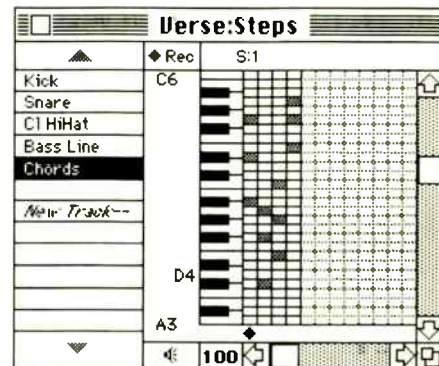 Verse:Steps
◆ Rec S:1
Kick
Snare
Cl HiHat
Bass Line
Chords
New Track--
C6
D4
A3
100